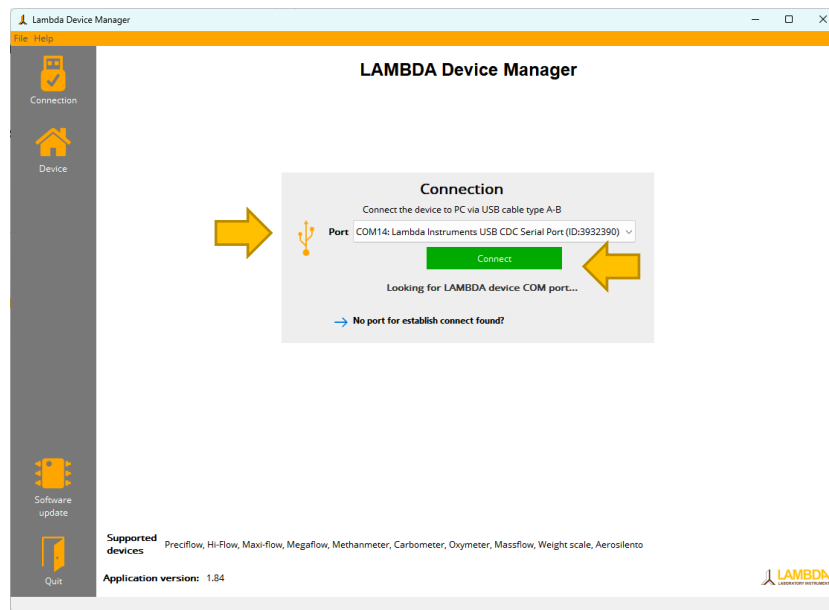 Lambda Device Manager
File Help
LAMBDA Device Manager
Connection
Device
Connection
Connect the device to PC via USB cable type A-B
Port COM14: Lambda Instruments USB CDC Serial Port (ID:3932390)
Connect
Looking for LAMBDA device COM port...
No port for establish connect found?
Software
update
Supported
devices
Preciflow, Hi-Flow, Maxi-flow, Megaflow, Methanmeter, Carbometer, Oxymeter, Massflow, Weight scale, Aerosilento
Quit
Application version: 1.84
LAMBDA
LABORATORY INSTRUMENTS